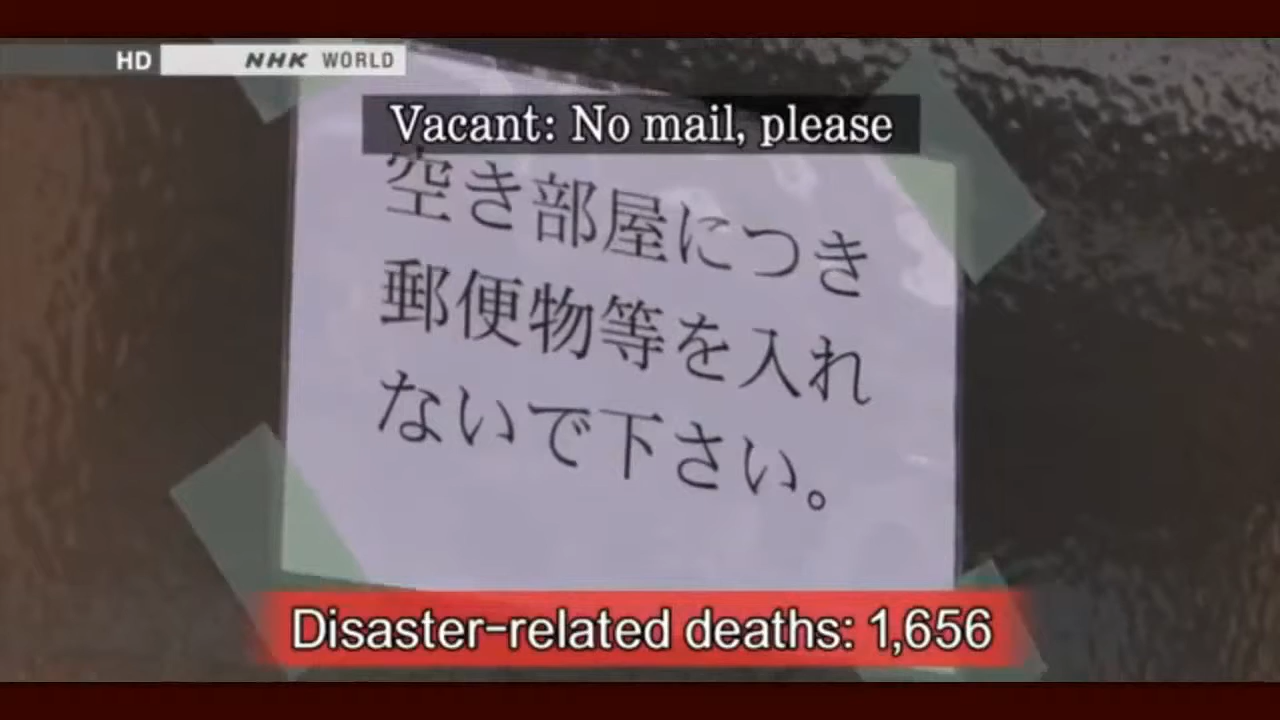 HD NHK WORLD
Vacant: No mail, please
空き部屋につき
郵便物等を入れ
ないで下さい。
Disaster-related deaths: 1,656